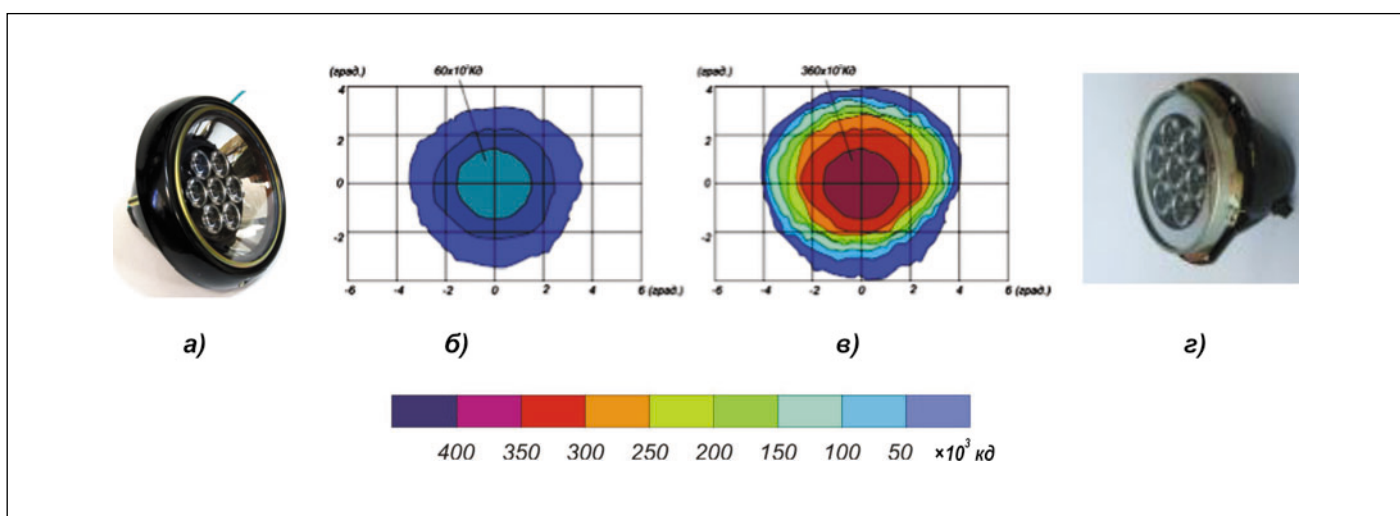 (град.) 60x10³Кд (град.) 360x10³Кд
4 4
2 2
0 0
-2 -2
-6 -4 -2 0 2 4 6 (град.) -6 -4 -2 0 2 4 6 (град.)
а) б) в) г)
400 350 300 250 200 150 100 50 ×10³ кд